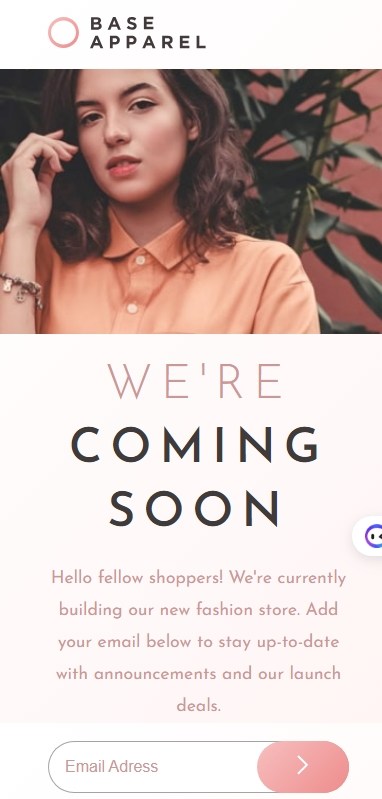 BASE
APPAREL
WE'RE
COMING
SOON
Hello fellow shoppers! We're currently
building our new fashion store. Add
your email below to stay up-to-date
with announcements and our launch
deals.
Email Adress